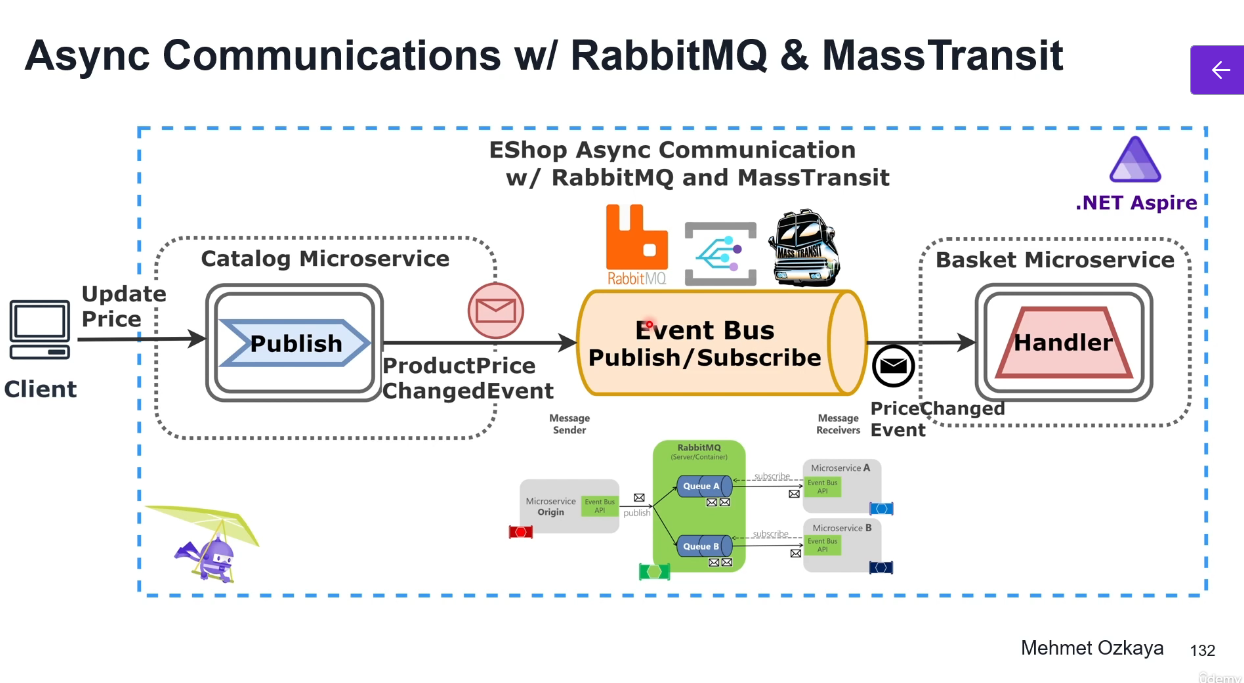 Async Communications w/ RabbitMQ & MassTransit
EShop Async Communication
w/ RabbitMQ and MassTransit
.NET Aspire
Catalog Microservice
RabbitMQ
MASS TRANSIT
Basket Microservice
Update
Price
Publish
Event Bus
Publish/Subscribe
Handler
Client
ProductPrice
ChangedEvent
PriceChanged
Event
Message
Sender
Message
Receivers
RabbitMQ
(Server/Container)
Microservice
Origin
Event Bus
API
publish
Queue A
subscribe
Microservice A
Event Bus
API
Queue B
subscribe
Microservice B
Event Bus
API
Mehmet Ozkaya
132
ûdemy